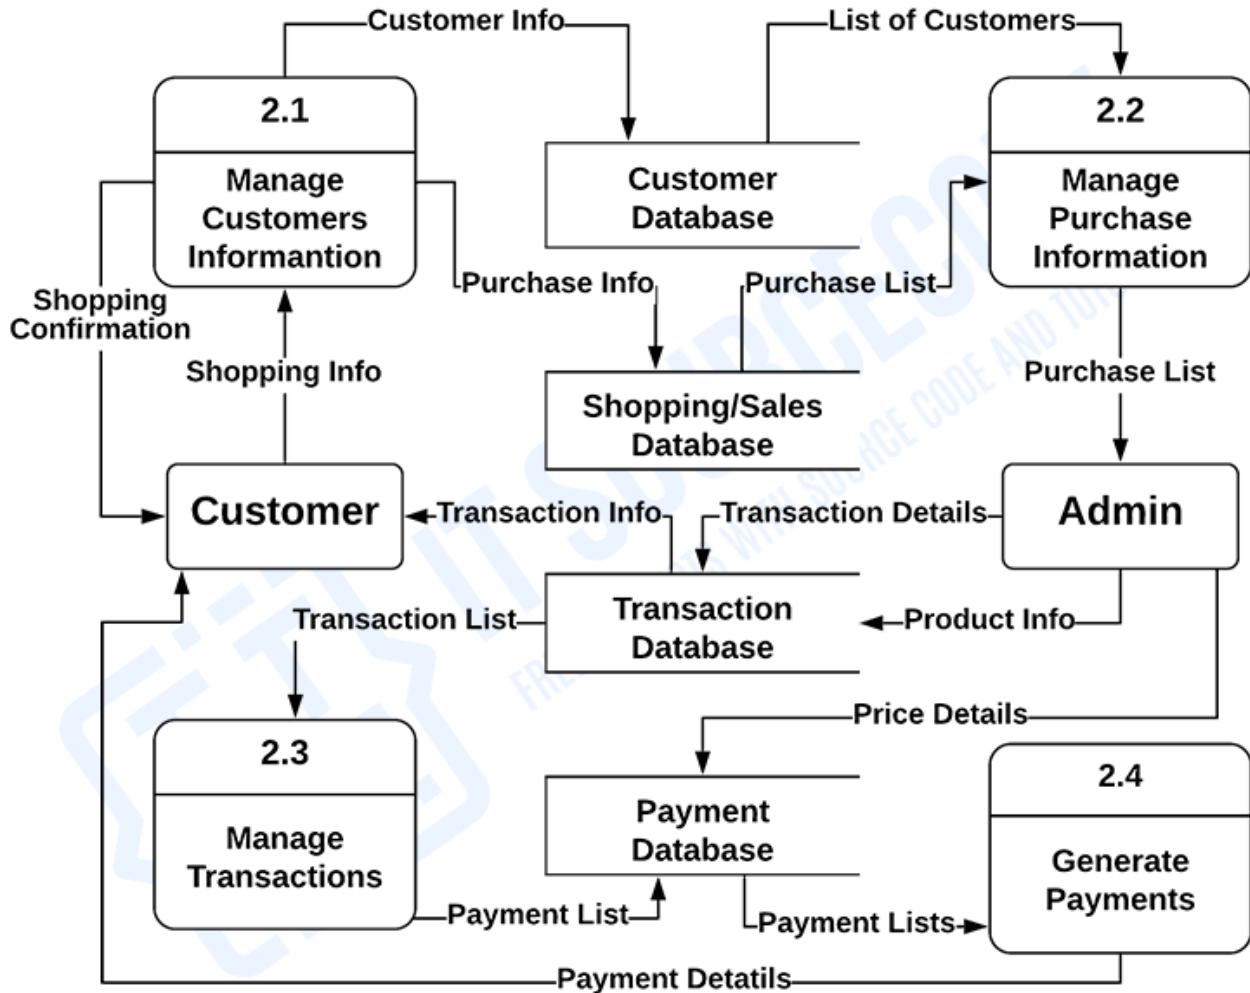 Customer Info
List of Customers
2.1
2.2
Manage
Customers
Informantion
Customer
Database
Manage
Purchase
Information
Shopping
Confirmation
Purchase Info
Purchase List
Shopping Info
Purchase List
Shopping/Sales
Database
Customer
Transaction Info
Transaction Details
Admin
Transaction List
Transaction
Database
Product Info
Price Details
2.3
2.4
Manage
Transactions
Payment
Database
Generate
Payments
Payment List
Payment Lists
Payment Detatils
IT SOURCECO